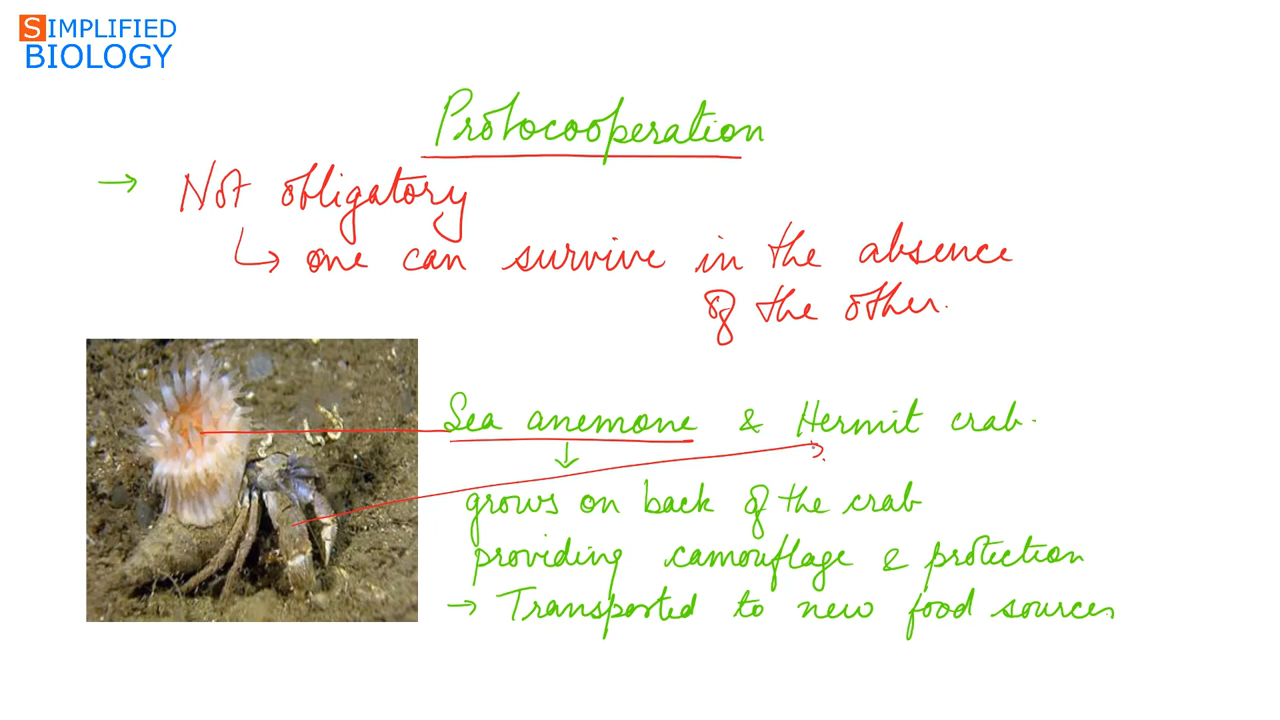 SIMPLIFIED
BIOLOGY
Protocooperation
→ Not obligatory
↳ one can survive in the absence
of the other.
Sea anemone & Hermit crab.
↓
grows on back of the crab
providing camouflage & protection
→ Transported to new food sources